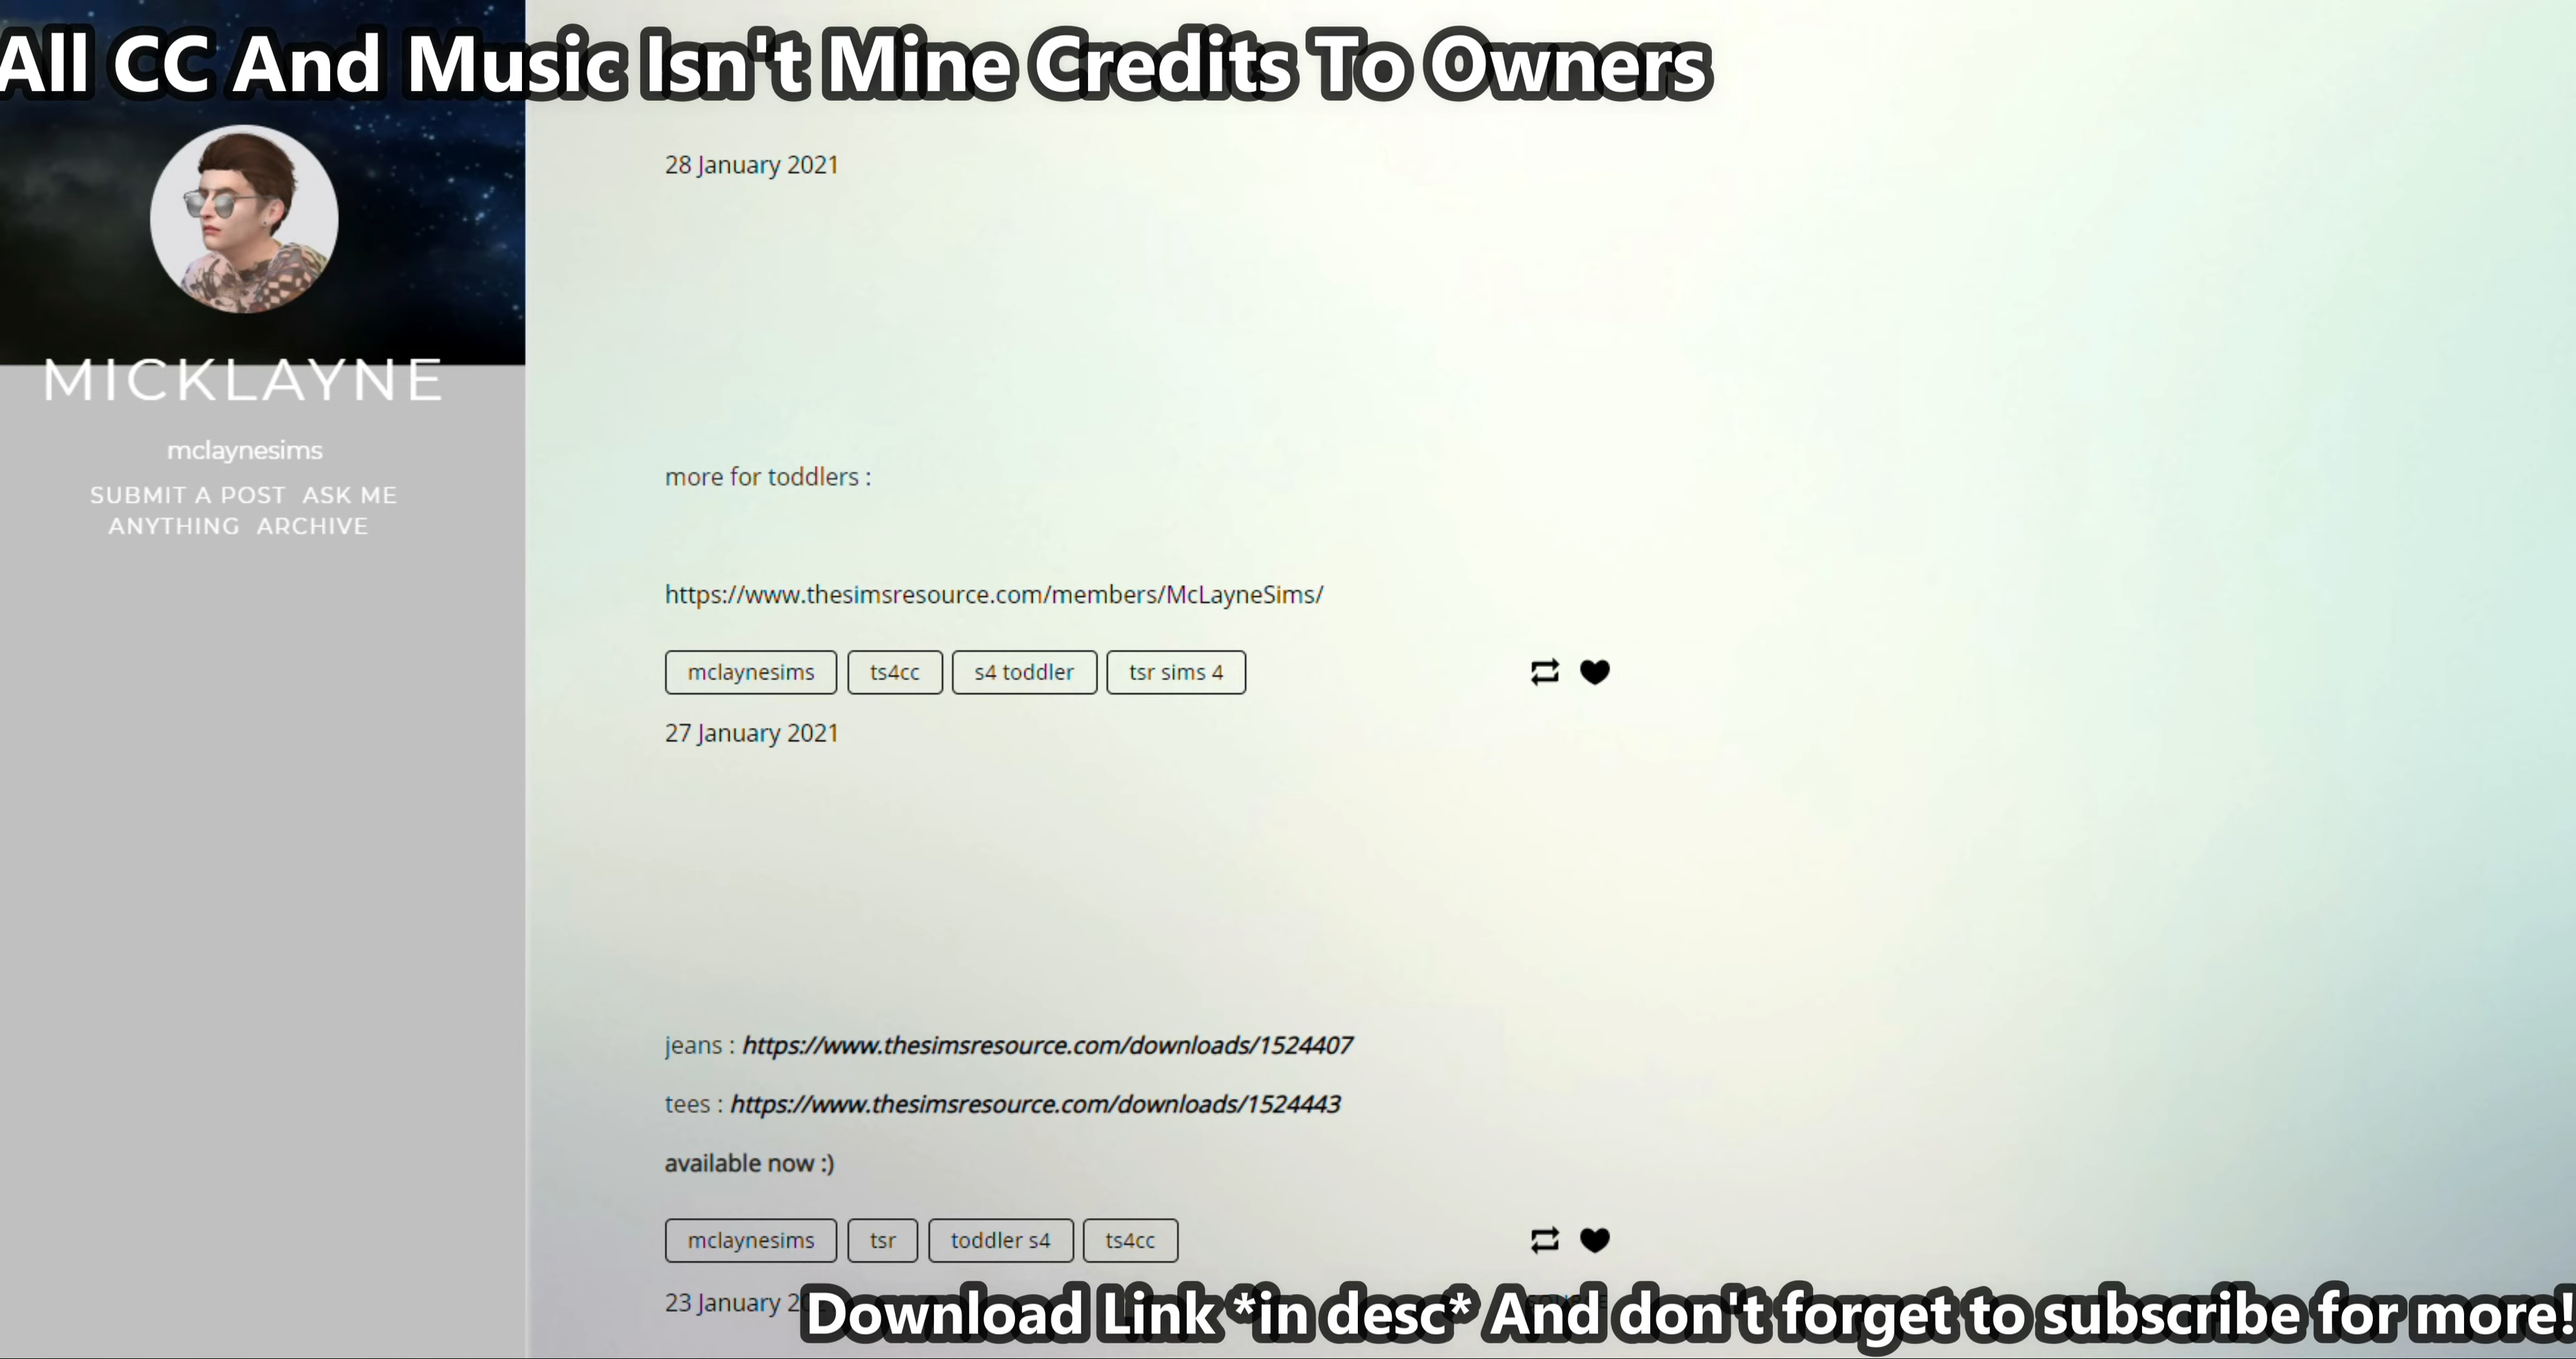 All CC And Music Isn't Mine Credits To Owners
MICKLAYNE
mclaynesims
SUBMIT A POST ASK ME
ANYTHING ARCHIVE
28 January 2021
more for toddlers :
https://www.thesimsresource.com/members/McLayneSims/
mclaynesims ts4cc s4 toddler tsr sims 4
27 January 2021
jeans : https://www.thesimsresource.com/downloads/1524407
tees : https://www.thesimsresource.com/downloads/1524443
available now :)
mclaynesims tsr toddler s4 ts4cc
23 January
Download Link *in desc* And don't forget to subscribe for more!